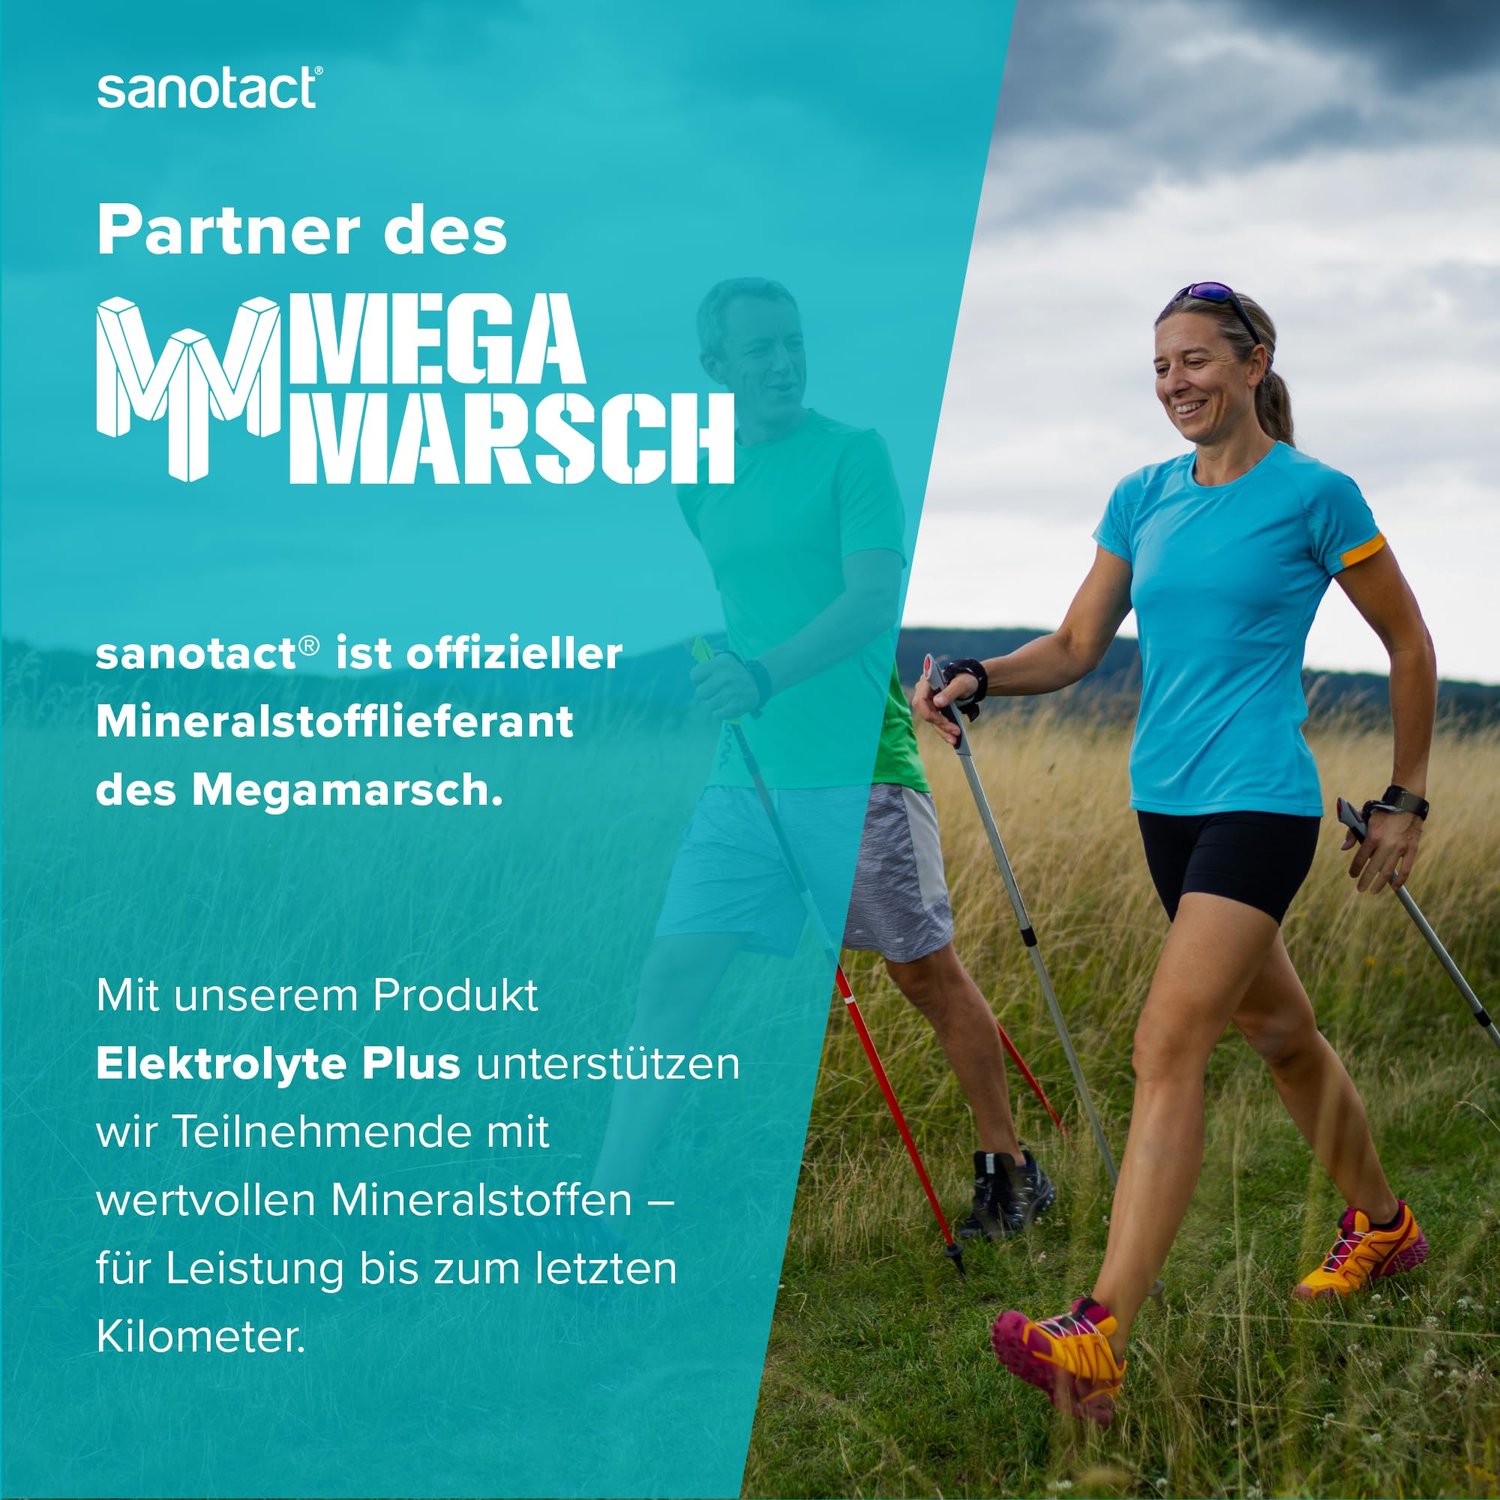 sanotact®
Partner des
MEGA
MARSCH
sanotact® ist offizieller
Mineralstofflieferant
des Megamarsch.
Mit unserem Produkt
Elektrolyte Plus unterstützen
wir Teilnehmende mit
wertvollen Mineralstoffen –
für Leistung bis zum letzten
Kilometer.